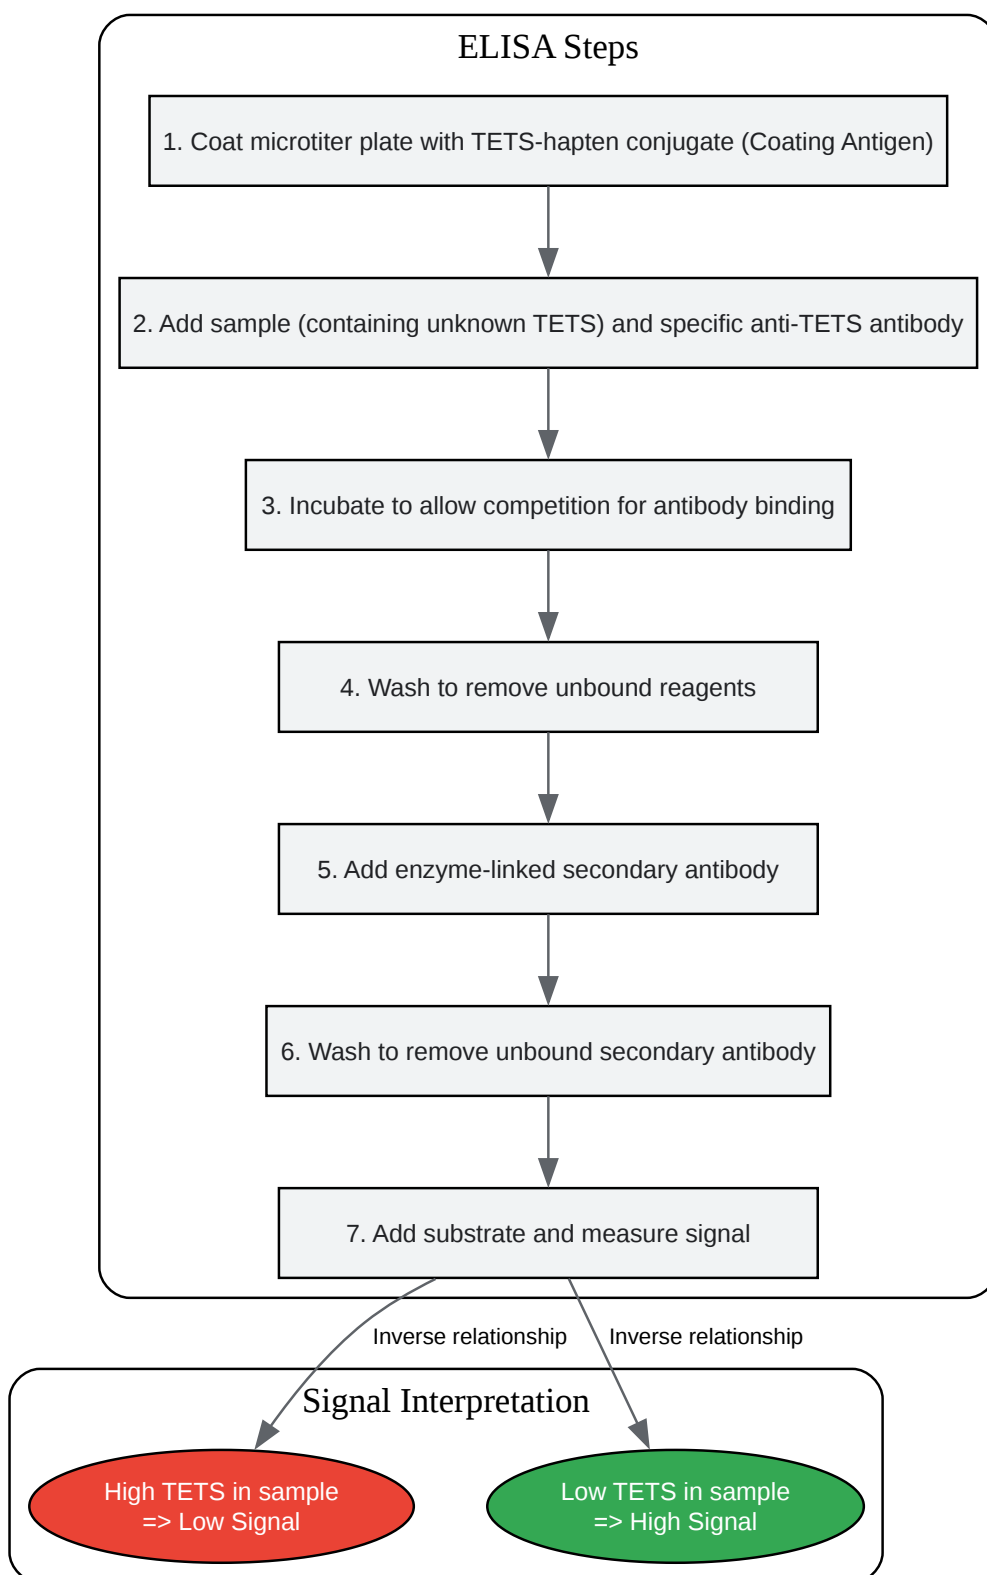 ELISA Steps
1. Coat microtiter plate with TETS-hapten conjugate (Coating Antigen)
2. Add sample (containing unknown TETS) and specific anti-TETS antibody
3. Incubate to allow competition for antibody binding
4. Wash to remove unbound reagents
5. Add enzyme-linked secondary antibody
6. Wash to remove unbound secondary antibody
7. Add substrate and measure signal
Inverse relationship
Inverse relationship
Signal Interpretation
High TETS in sample
=> Low Signal
Low TETS in sample
=> High Signal